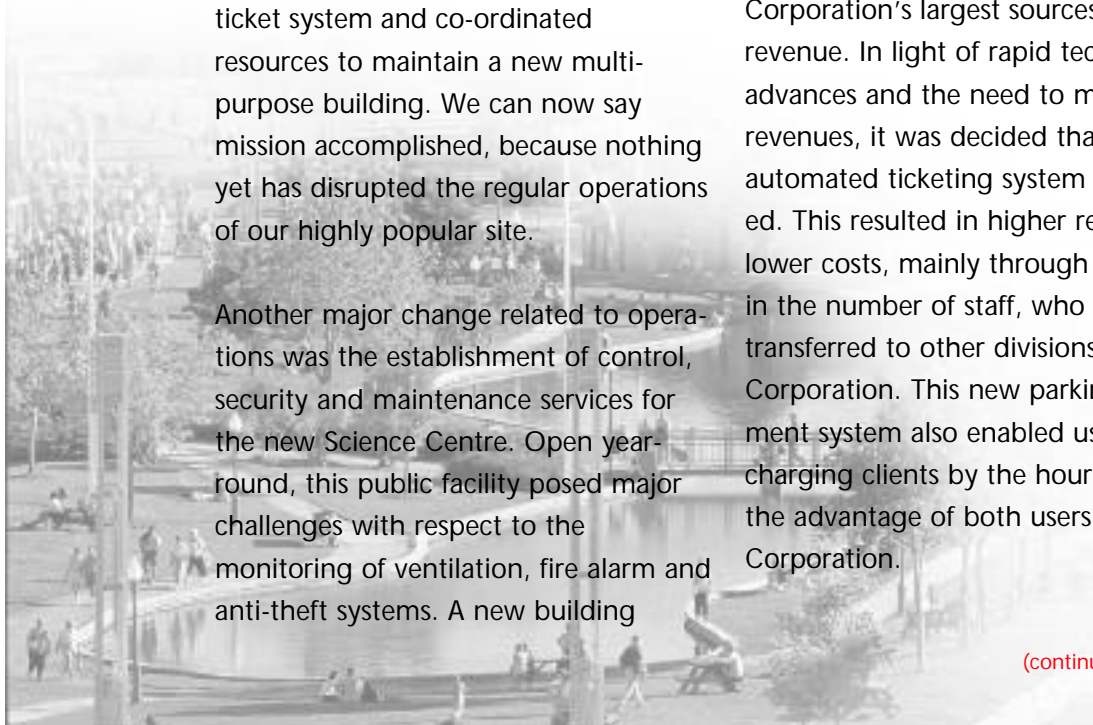 ticket system and co-ordinated
resources to maintain a new multi-
purpose building. We can now say
mission accomplished, because nothing
yet has disrupted the regular operations
of our highly popular site.
Another major change related to opera-
tions was the establishment of control,
security and maintenance services for
the new Science Centre. Open year-
round, this public facility posed major
challenges with respect to the
monitoring of ventilation, fire alarm and
anti-theft systems. A new building
Corporation's largest sources
revenue. In light of rapid
advances and the need to
revenues, it was decided
automated ticketing system
ed. This resulted in higher
lower costs, mainly through
in the number of staff, who
transferred to other divisions
Corporation. This new
ment system also enabled us
charging clients by the hour
the advantage of both users
Corporation.